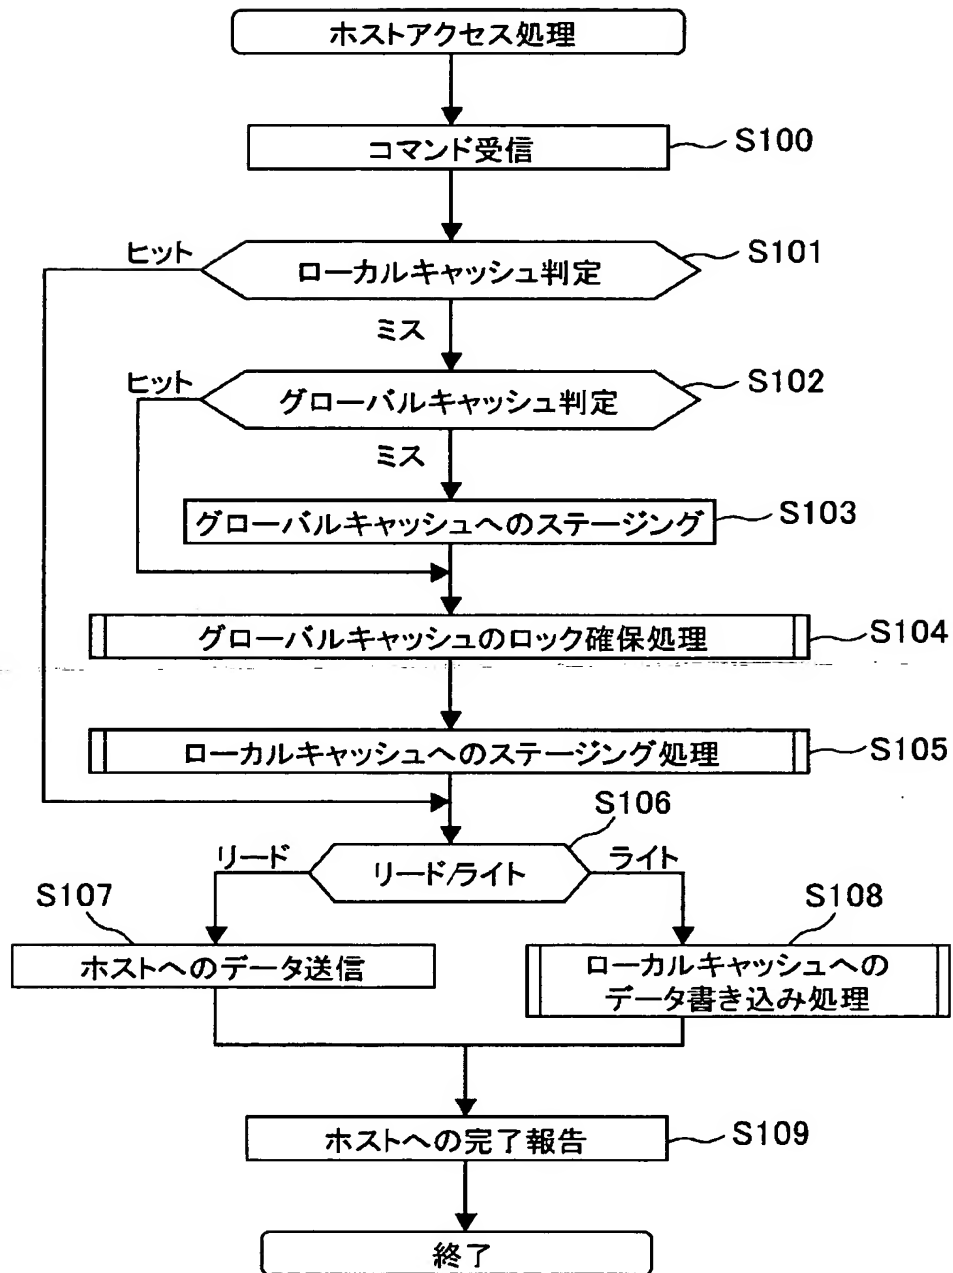 ホストアクセス処理
コマンド受信
S100
ヒット
ローカルキャッシュ判定
S101
ミス
ヒット
グローバルキャッシュ判定
S102
ミス
グローバルキャッシュへのステージング
S103
グローバルキャッシュのロック確保処理
S104
ローカルキャッシュへのステージング処理
S105
S106
リード
リード/ライト
ライト
S107
S108
ホストへのデータ送信
ローカルキャッシュへの
データ書き込み処理
ホストへの完了報告
S109
終了